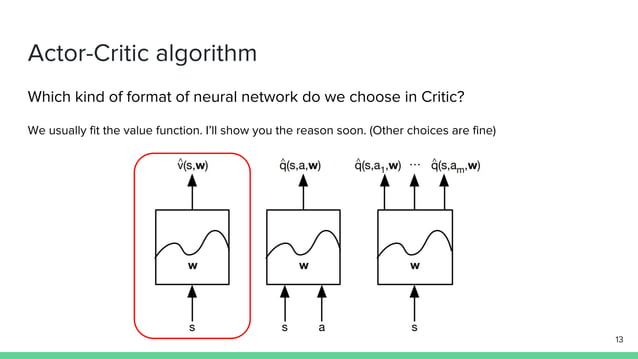 Actor-Critic algorithm
Which kind of format of neural network do we choose in Critic?
We usually fit the value function. I'll show you the reason soon. (Other choices are fine)
v̂(s,w) q̂(s,a,w) q̂(s,a₁,w) ··· q̂(s,aₘ,w)
w w w
s s a s
13